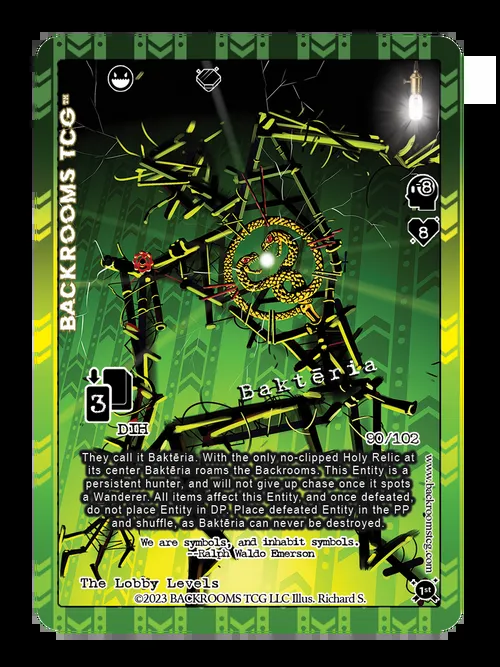 BACKROOMS TCG™
8
8
3
DIH
Baktēria
90/102
They call it Baktēria. With the only no-clipped Holy Relic at
its center Baktēria roams the Backrooms. This Entity is a
persistent hunter, and will not give up chase once it spots
a Wanderer. All items affect this Entity, and once defeated,
do not place Entity in DP. Place defeated Entity in the PP
and shuffle, as Baktēria can never be destroyed.
We are symbols, and inhabit symbols.
--Ralph Waldo Emerson
www.backroomstcg.com
The Lobby Levels
©2023 BACKROOMS TCG LLC Illus. Richard S.
1st